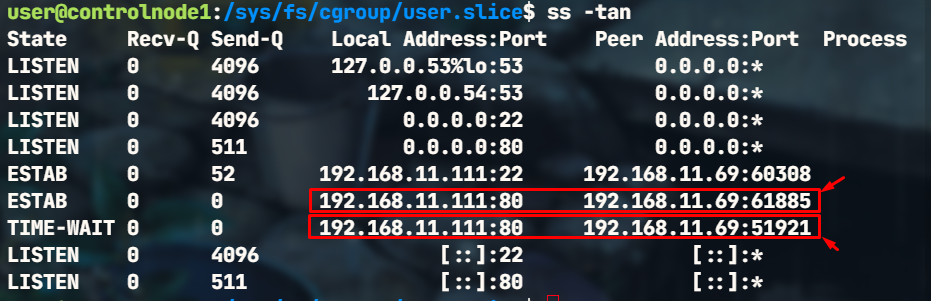 user@controlnode1:/sys/fs/cgroup/user.slice$ ss -tan
State Recv-Q Send-Q Local Address:Port Peer Address:Port Process
LISTEN 0 4096 127.0.0.53%lo:53 0.0.0.0:*
LISTEN 0 4096 127.0.0.54:53 0.0.0.0:*
LISTEN 0 4096 0.0.0.0:22 0.0.0.0:*
LISTEN 0 511 0.0.0.0:80 0.0.0.0:*
ESTAB 0 52 192.168.11.111:22 192.168.11.69:60308
ESTAB 0 0 192.168.11.111:80 192.168.11.69:61885
TIME-WAIT 0 0 192.168.11.111:80 192.168.11.69:51921
LISTEN 0 4096 [::]:22 [::]:*
LISTEN 0 511 [::]:80 [::]:*